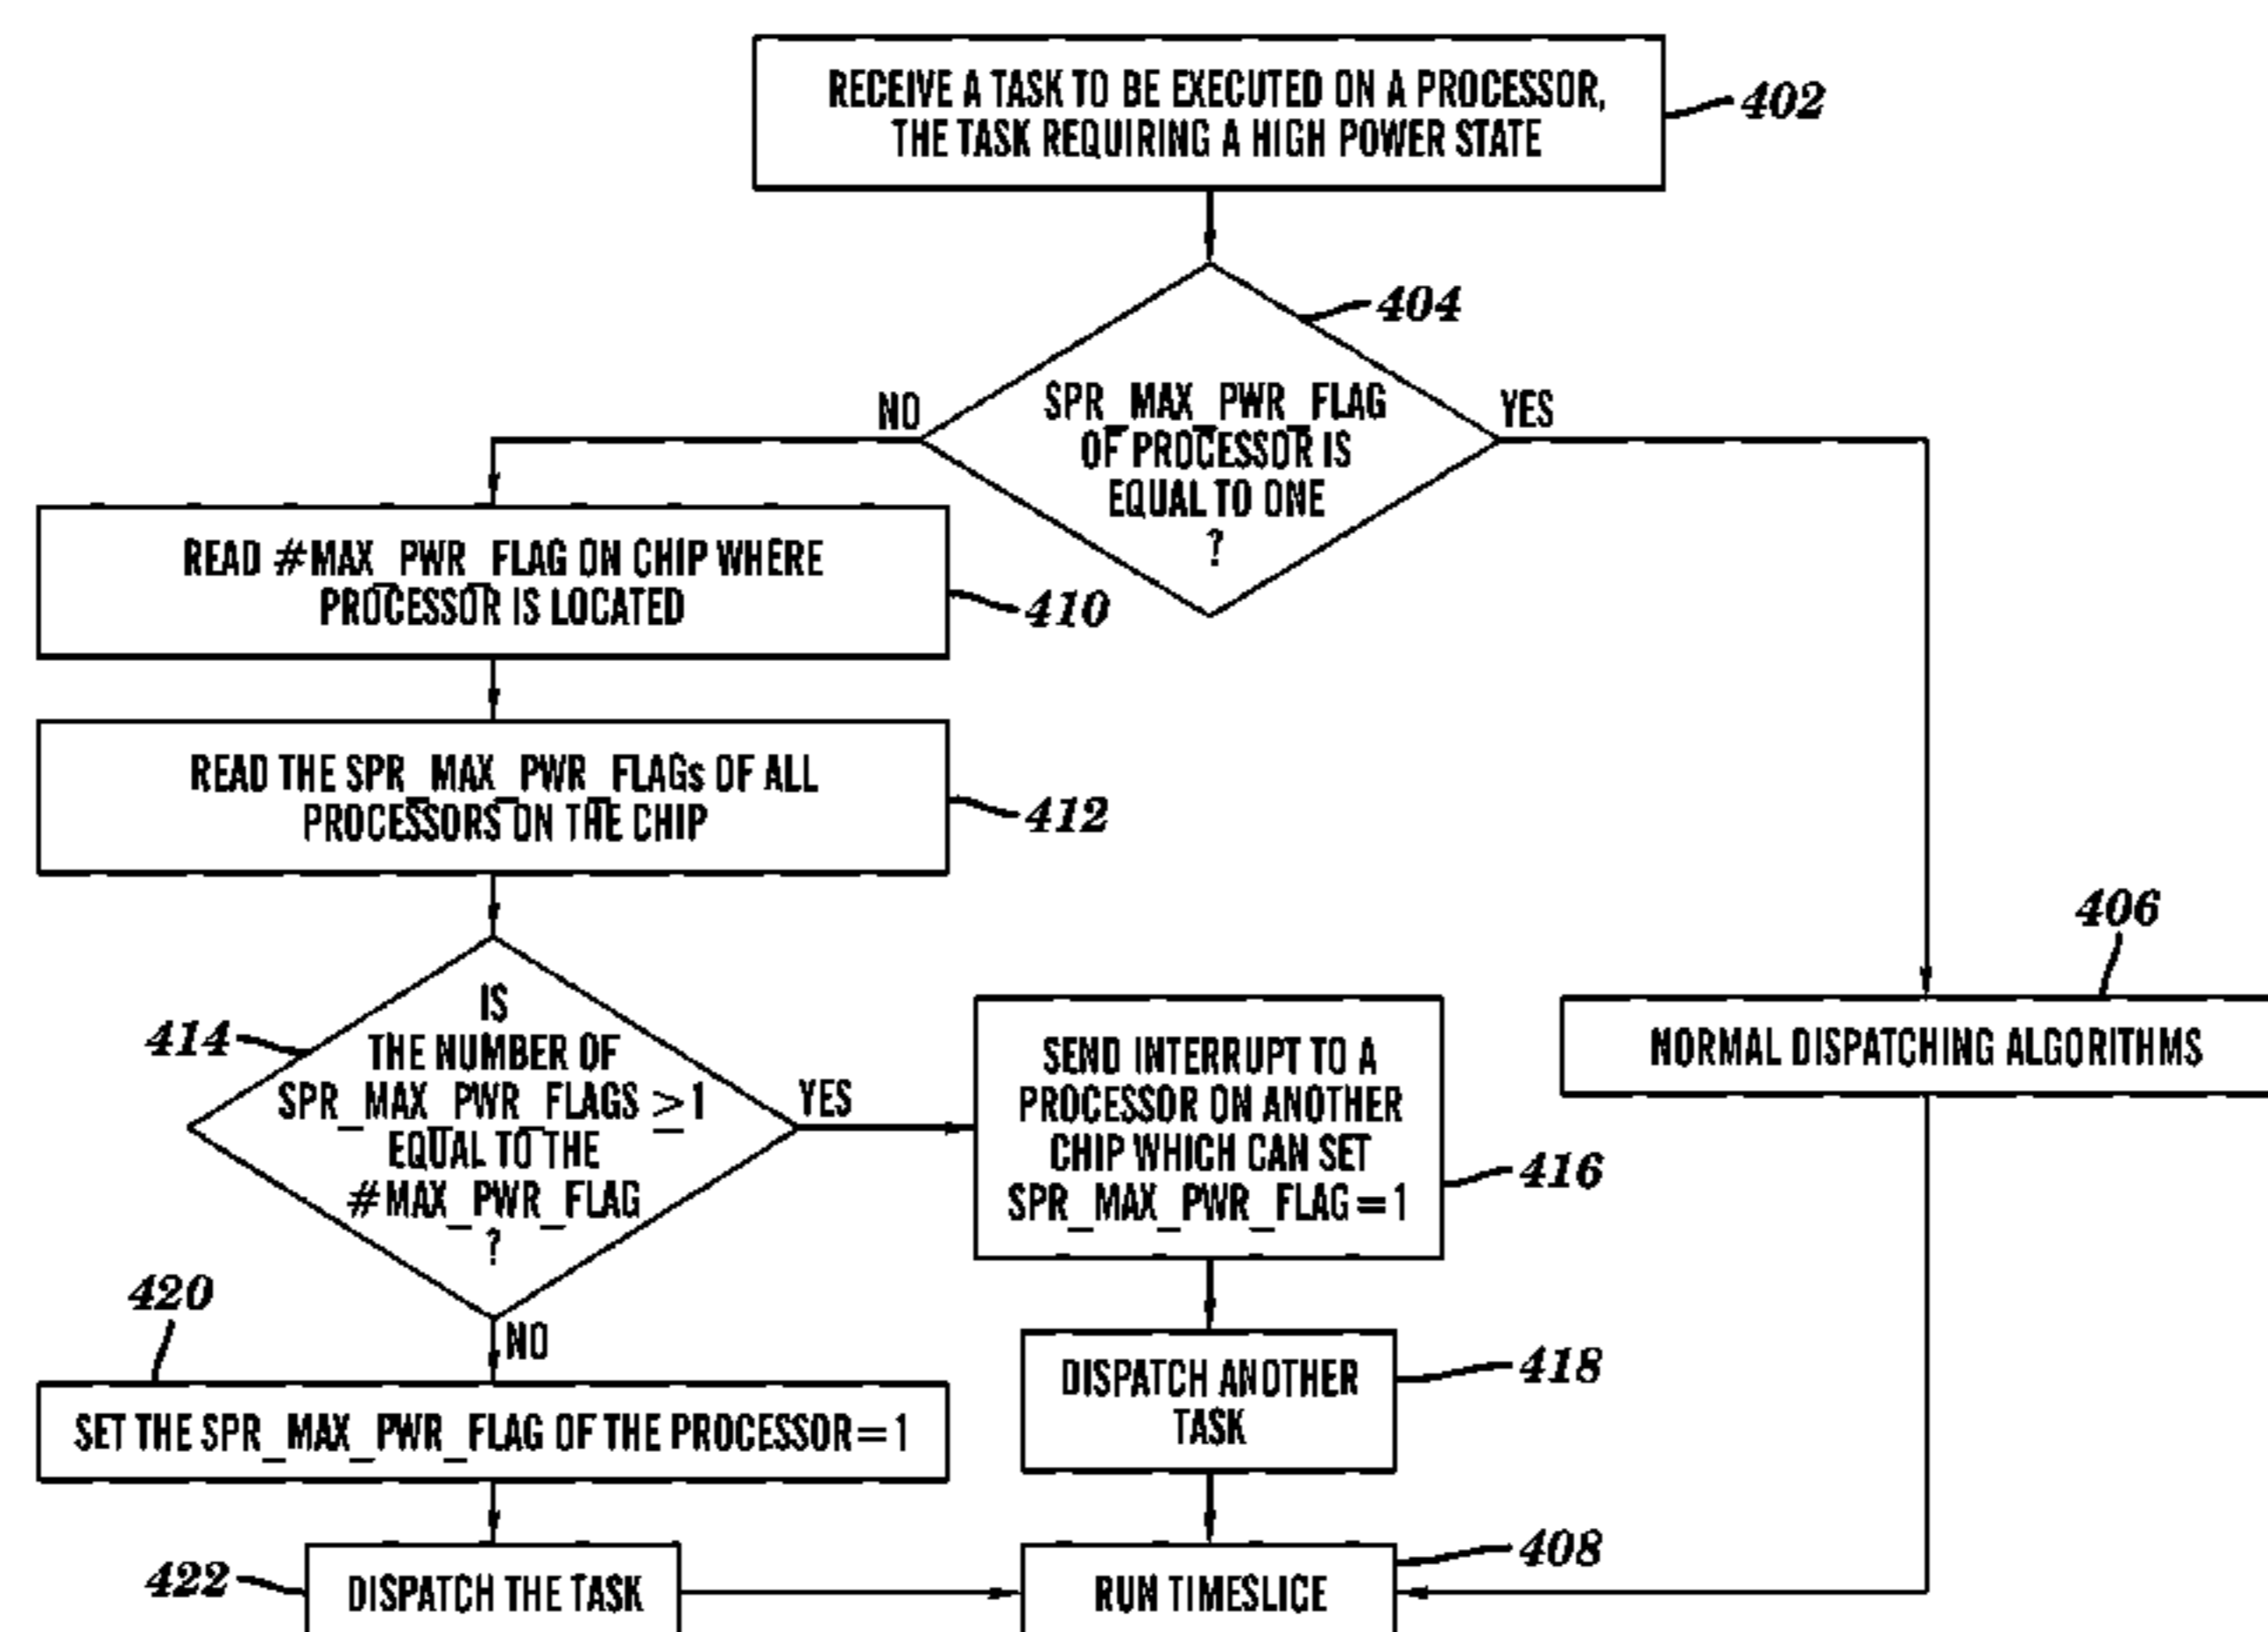 RECEIVE A TASK TO BE EXECUTED ON A PROCESSOR,
THE TASK REQUIRING A HIGH POWER STATE
402
404
SPR_MAX_PWR_FLAG
OF PROCESSOR IS
EQUAL TO ONE
?
NO
YES
READ #MAX_PWR_FLAG ON CHIP WHERE
PROCESSOR IS LOCATED
410
READ THE SPR_MAX_PWR_FLAGs OF ALL
PROCESSORS ON THE CHIP
412
406
NORMAL DISPATCHING ALGORITHMS
414
IS
THE NUMBER OF
SPR_MAX_PWR_FLAGS ≥1
EQUAL TO THE
#MAX_PWR_FLAG
?
YES
SEND INTERRUPT TO A
PROCESSOR ON ANOTHER
CHIP WHICH CAN SET
SPR_MAX_PWR_FLAG=1
416
NO
420
SET THE SPR_MAX_PWR_FLAG OF THE PROCESSOR=1
DISPATCH ANOTHER
TASK
418
422
DISPATCH THE TASK
RUN TIMESLICE
408